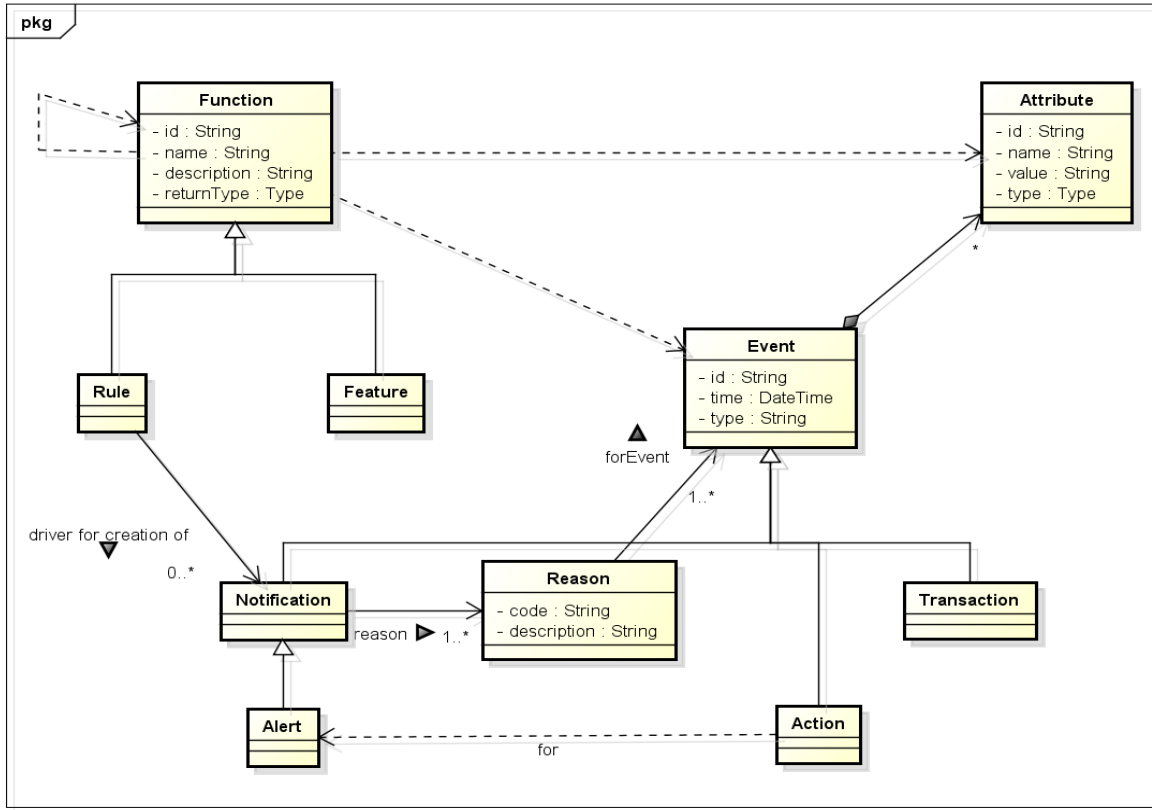 pkg
Function
- id : String
- name : String
- description : String
- returnType : Type
Attribute
- id : String
- name : String
- value : String
- type : Type
*
Event
- id : String
- time : DateTime
- type : String
Rule
Feature
forEvent
1..*
driver for creation of
0..*
Notification
reason
1..*
Reason
- code : String
- description : String
Transaction
Alert
Action
for